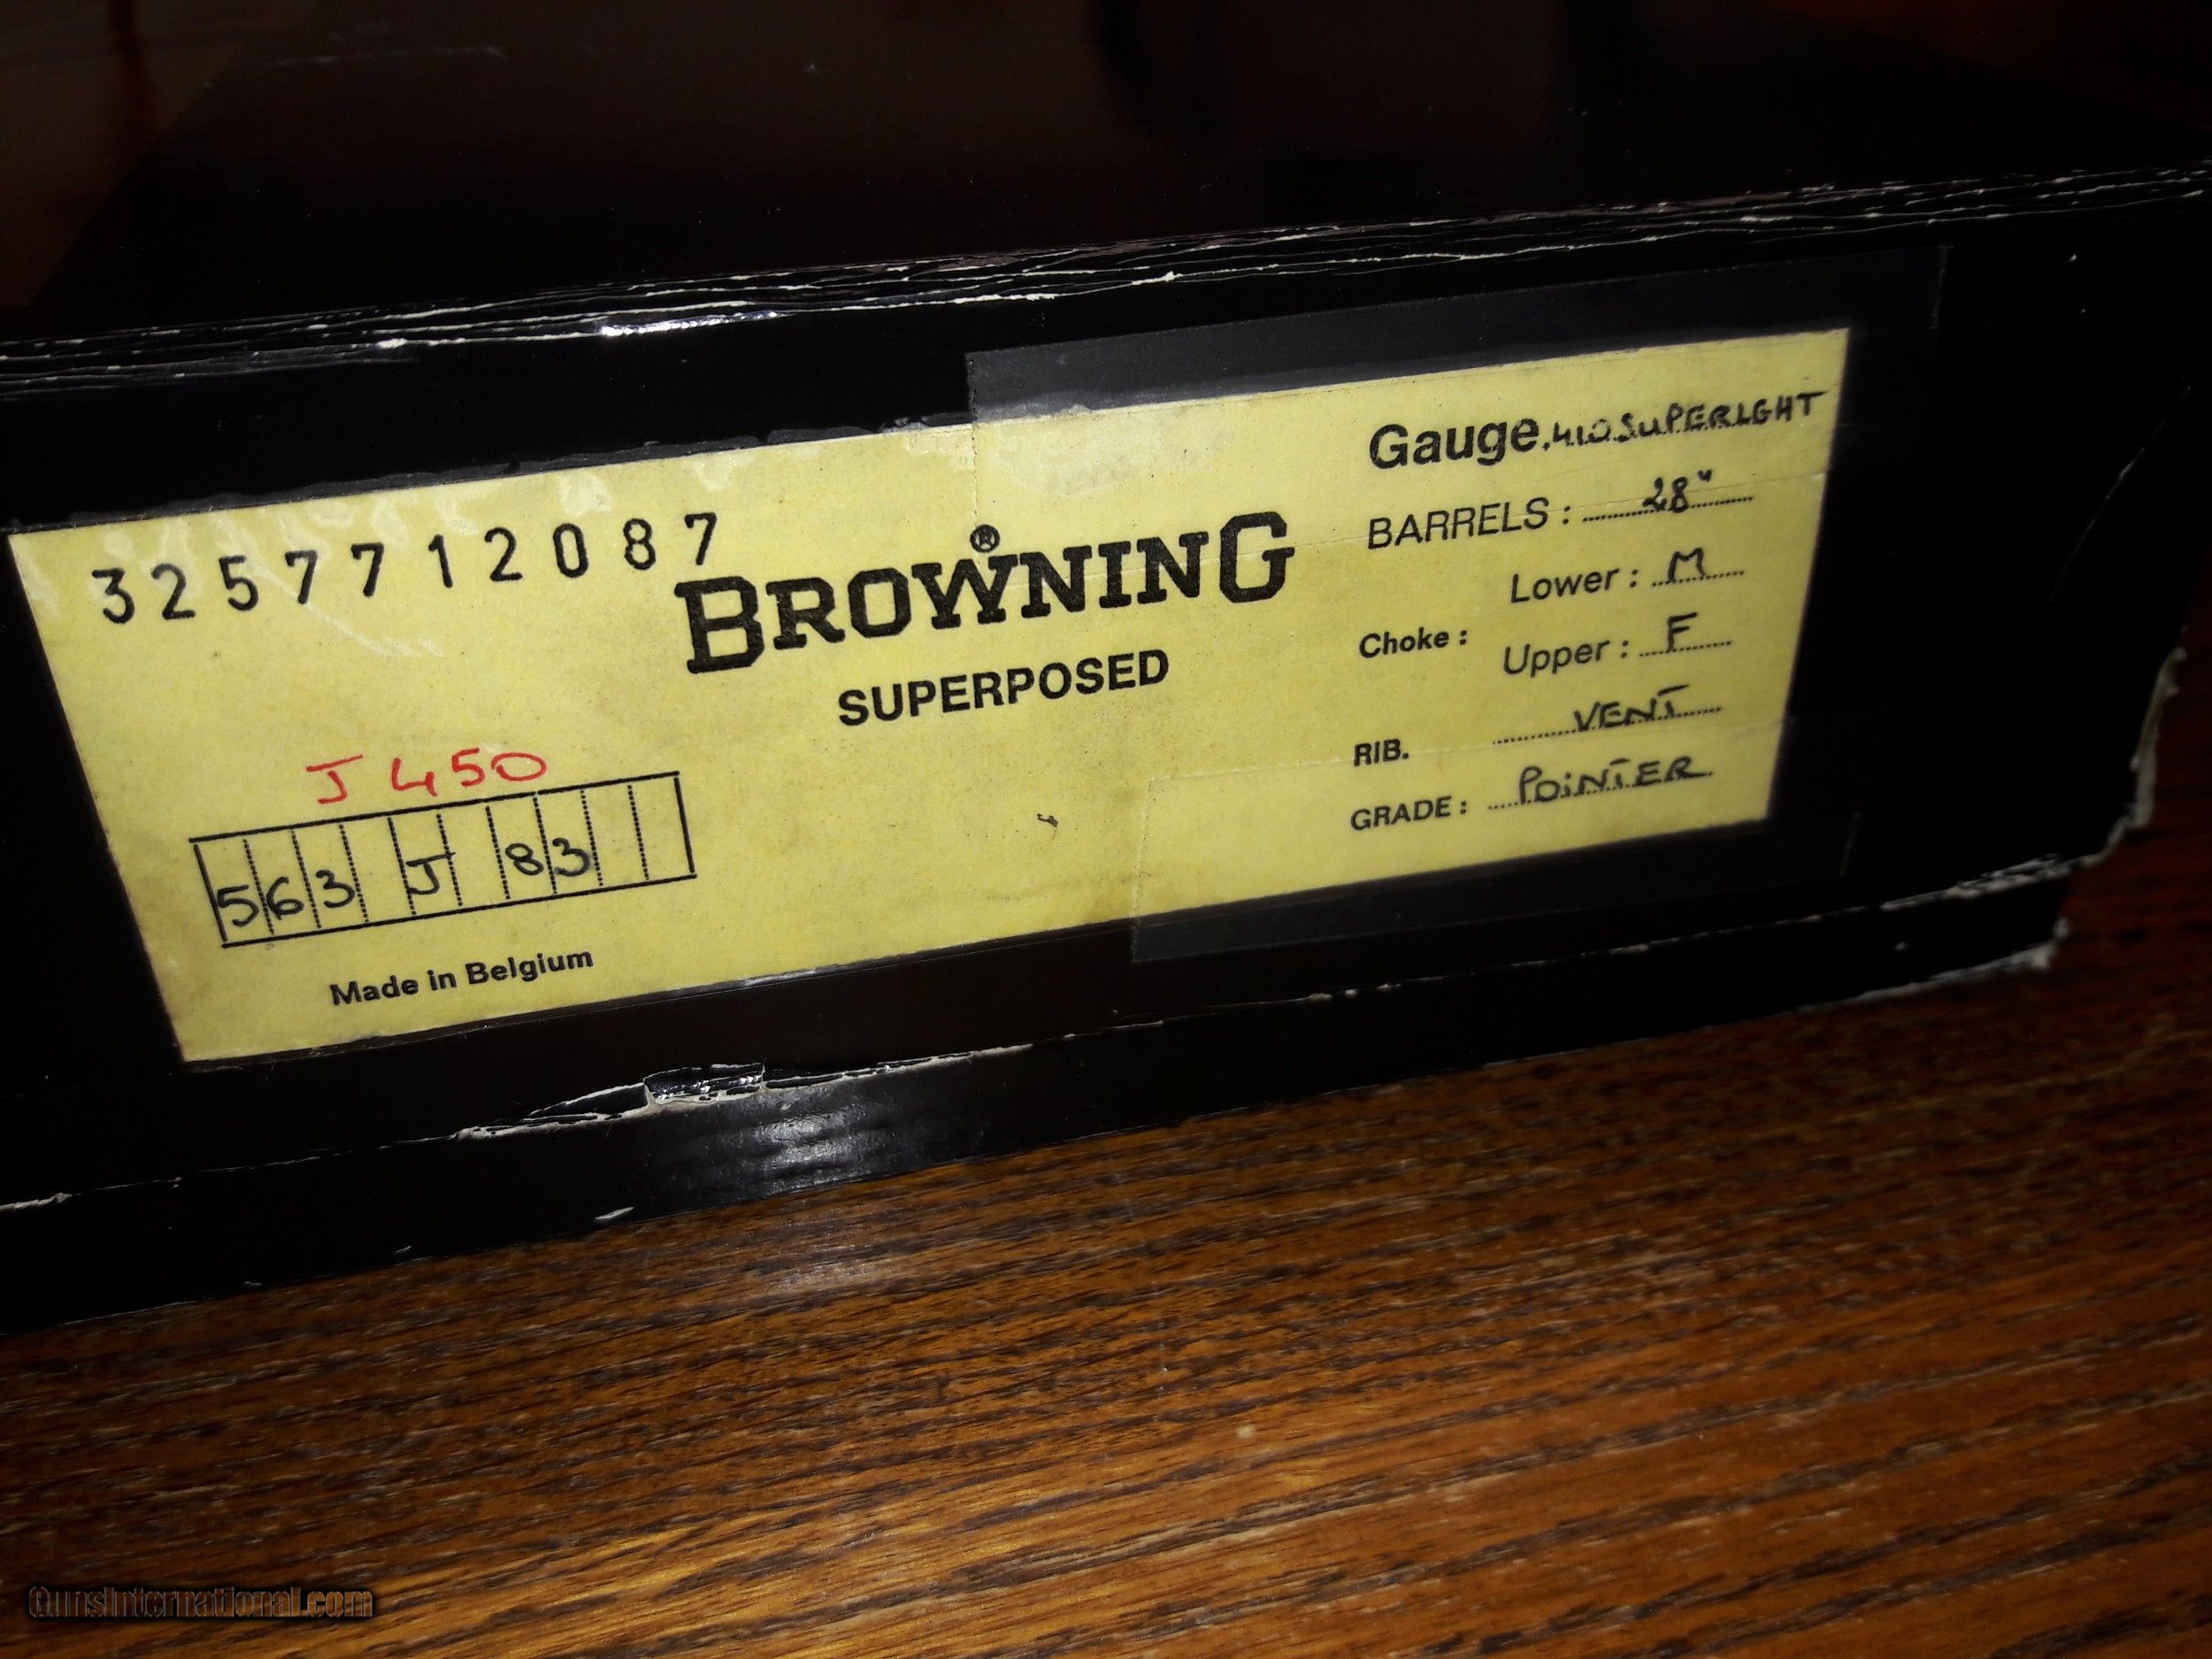 3257712087
BROWNING®
SUPERPOSED
J 450
563 J 83
Made in Belgium
Gauge .410 SUPERLGHT
BARRELS : 28"
Choke :
Lower : M
Upper : F
RIB. VENT
GRADE : POINTER
GunsInternational.com